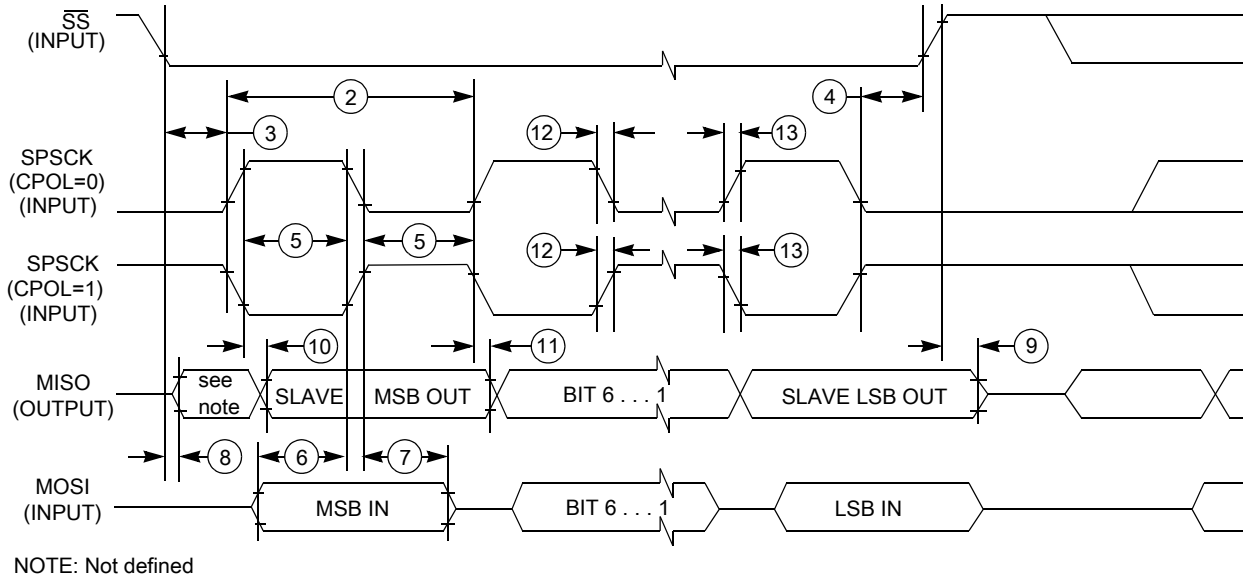 SS
(INPUT)
2
4
3
12
13
SPSCK
(CPOL=0)
(INPUT)
5
5
SPSCK
(CPOL=1)
(INPUT)
12
13
10
11
9
MISO
(OUTPUT)
see
note
SLAVE
MSB OUT
BIT 6 . . . 1
SLAVE LSB OUT
8
6
7
MOSI
(INPUT)
MSB IN
BIT 6 . . . 1
LSB IN
NOTE: Not defined